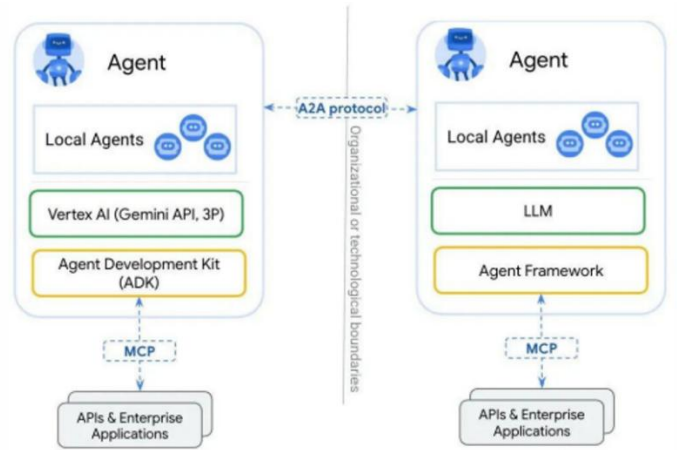 Agent
Local Agents
Vertex AI (Gemini API, 3P)
Agent Development Kit
(ADK)
MCP
APIs & Enterprise
Applications
A2A protocol
Organizational or technological boundaries
Agent
Local Agents
LLM
Agent Framework
MCP
APIs & Enterprise
Applications